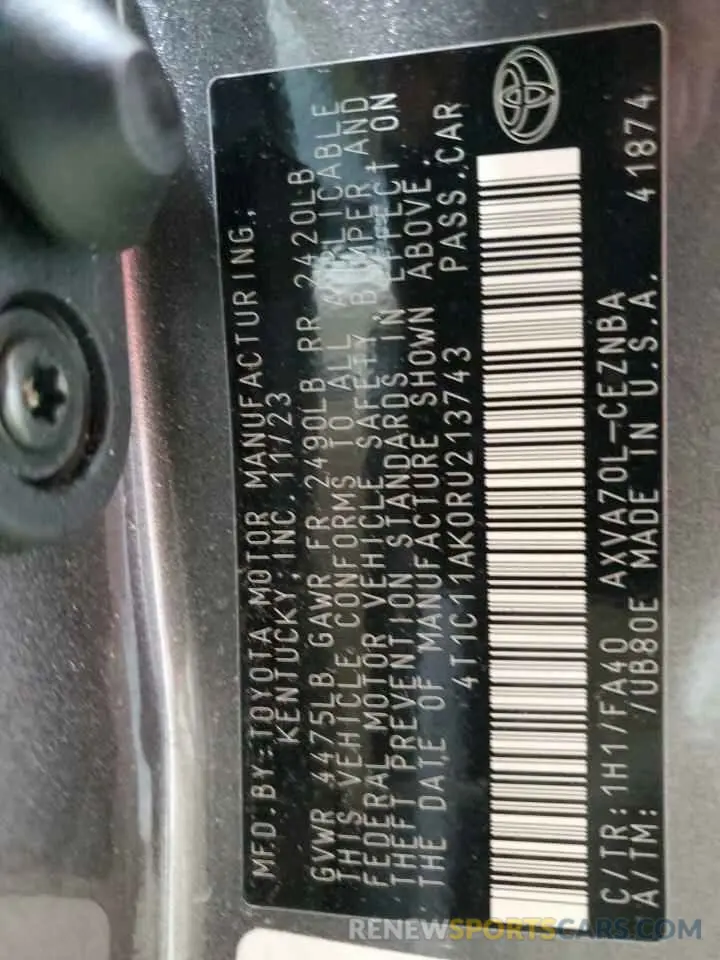 MFD.BY:TOYOTA MOTOR MANUFACTURING,
KENTUCKY,INC. 11/23
GVWR 4475LB GAWR FR 2490LB RR 2420LB
THIS VEHICLE CONFORMS TO ALL APPLICABLE
FEDERAL MOTOR VEHICLE SAFETY, BUMPER AND
THEFT PREVENTION STANDARDS IN EFFECT ON
THE DATE OF MANUFACTURE SHOWN ABOVE.
4T1C11AK0RU213743 PASS.CAR
C/TR:1H1/FA40 AXVA70L-CEZNBA
A/TM: /UB80E MADE IN U.S.A. 41874
RENEWSPORTSCARS.COM